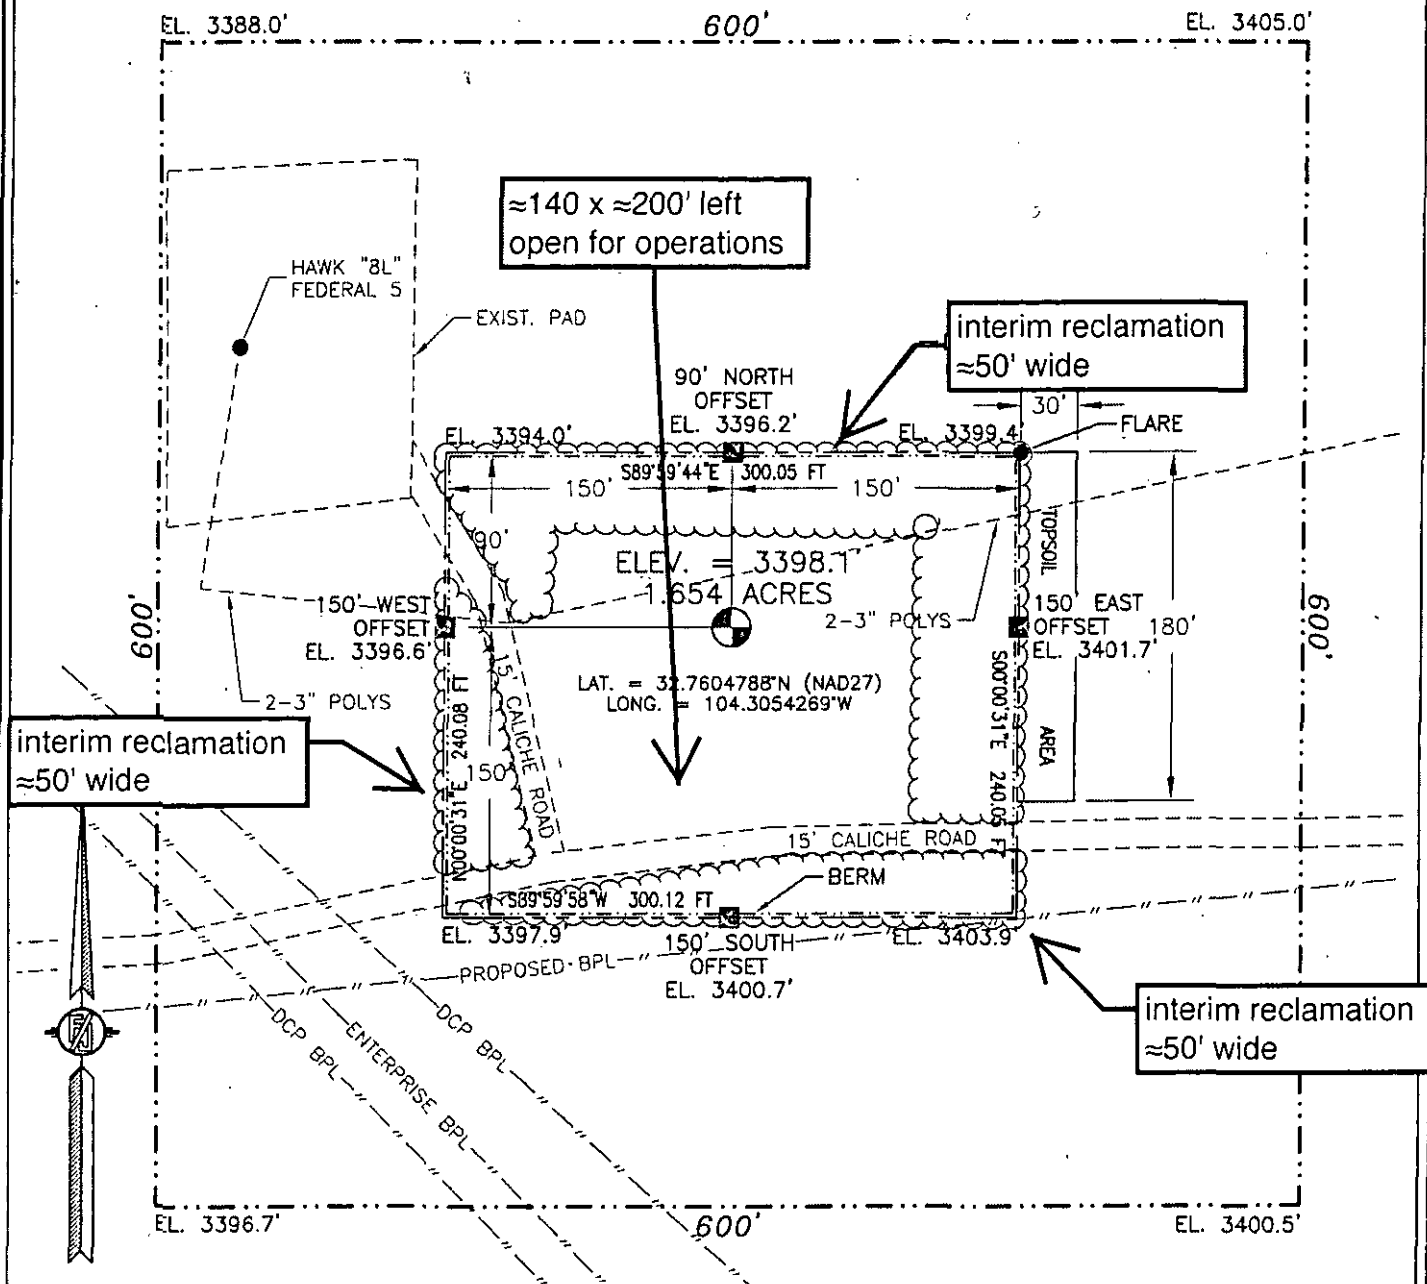 EL. 3388.0'
600'
EL. 3405.0'
≈140 x ≈200' left
open for operations
HAWK "8L"
FEDERAL 5
EXIST. PAD
interim reclamation
≈50' wide
90' NORTH
OFFSET
EL. 3396.2'
30'
FLARE
EL. 3394.0'
EL. 3399.4'
S89°59'44"E 300.05 FT
150'
150'
90'
TOPSOIL
AREA
ELEV. = 3398.1'
1.654 ACRES
2-3" POLYS
150' WEST
OFFSET
EL. 3396.6'
150' EAST
OFFSET
EL. 3401.7'
180'
600'
600'
LAT. = 32.7604788°N (NAD27)
LONG. = 104.3054269°W
2-3" POLYS
15' CALICHE ROAD
N00°00'31"E 240.08 FT
S00°00'31"E 240.05 FT
interim reclamation
≈50' wide
150'
15' CALICHE ROAD
BERM
S89°59'58"W 300.12 FT
EL. 3397.9'
150' SOUTH
OFFSET
EL. 3400.7'
EL. 3403.9'
PROPOSED BPL
DCP BPL
ENTERPRISE BPL
DCP BPL
interim reclamation
≈50' wide
EL. 3396.7'
600'
EL. 3400.5'